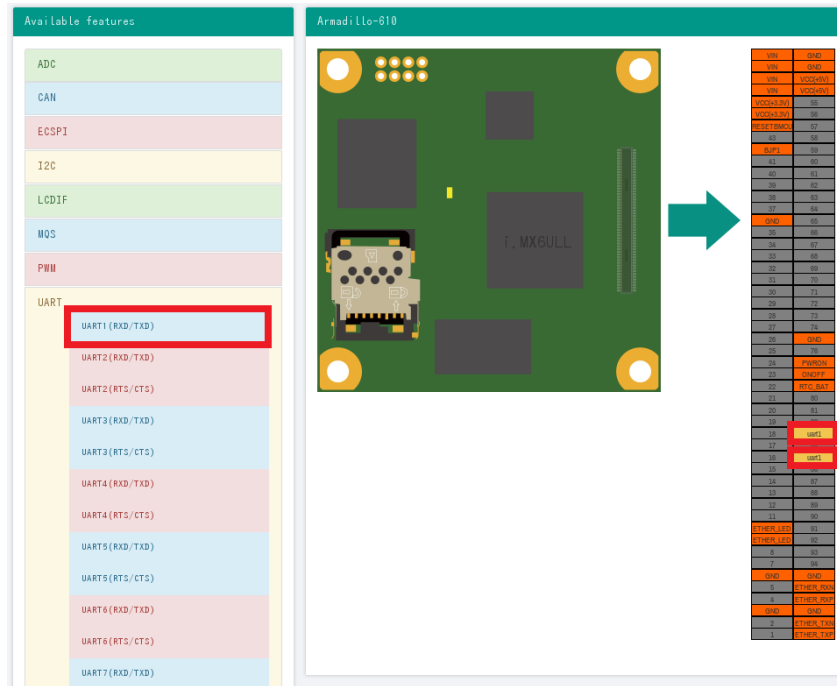 Available features
ADC
CAN
ECSPI
I2C
LCDIF
MQS
PWM
UART
UART1(RXD/TXD)
UART2(RXD/TXD)
UART2(RTS/CTS)
UART3(RXD/TXD)
UART3(RTS/CTS)
UART4(RXD/TXD)
UART4(RTS/CTS)
UART5(RXD/TXD)
UART5(RTS/CTS)
UART6(RXD/TXD)
UART6(RTS/CTS)
UART7(RXD/TXD)
Armadillo-610
i.MX6ULL
VIN GND
VIN GND
VIN VCC(+5V)
VIN VCC(+5V)
VCC(+3.3V) 55
VCC(+3.3V) 56
RESETBMCU 57
43 58
BJP1 59
41 60
40 61
39 62
38 63
37 64
GND 65
35 66
34 67
33 68
32 69
31 70
30 71
29 72
28 73
27 74
26 GND
25 76
24 PWRON
23 ONOFF
22 RTC_BAT
21 80
20 81
19
18 uart1
17
16 uart1
15
14 87
13 88
12 89
11 90
ETHER_LED 91
ETHER_LED 92
8 93
7 94
GND GND
5 ETHER_RXN
4 ETHER_RXP
GND GND
2 ETHER_TXN
1 ETHER_TXP